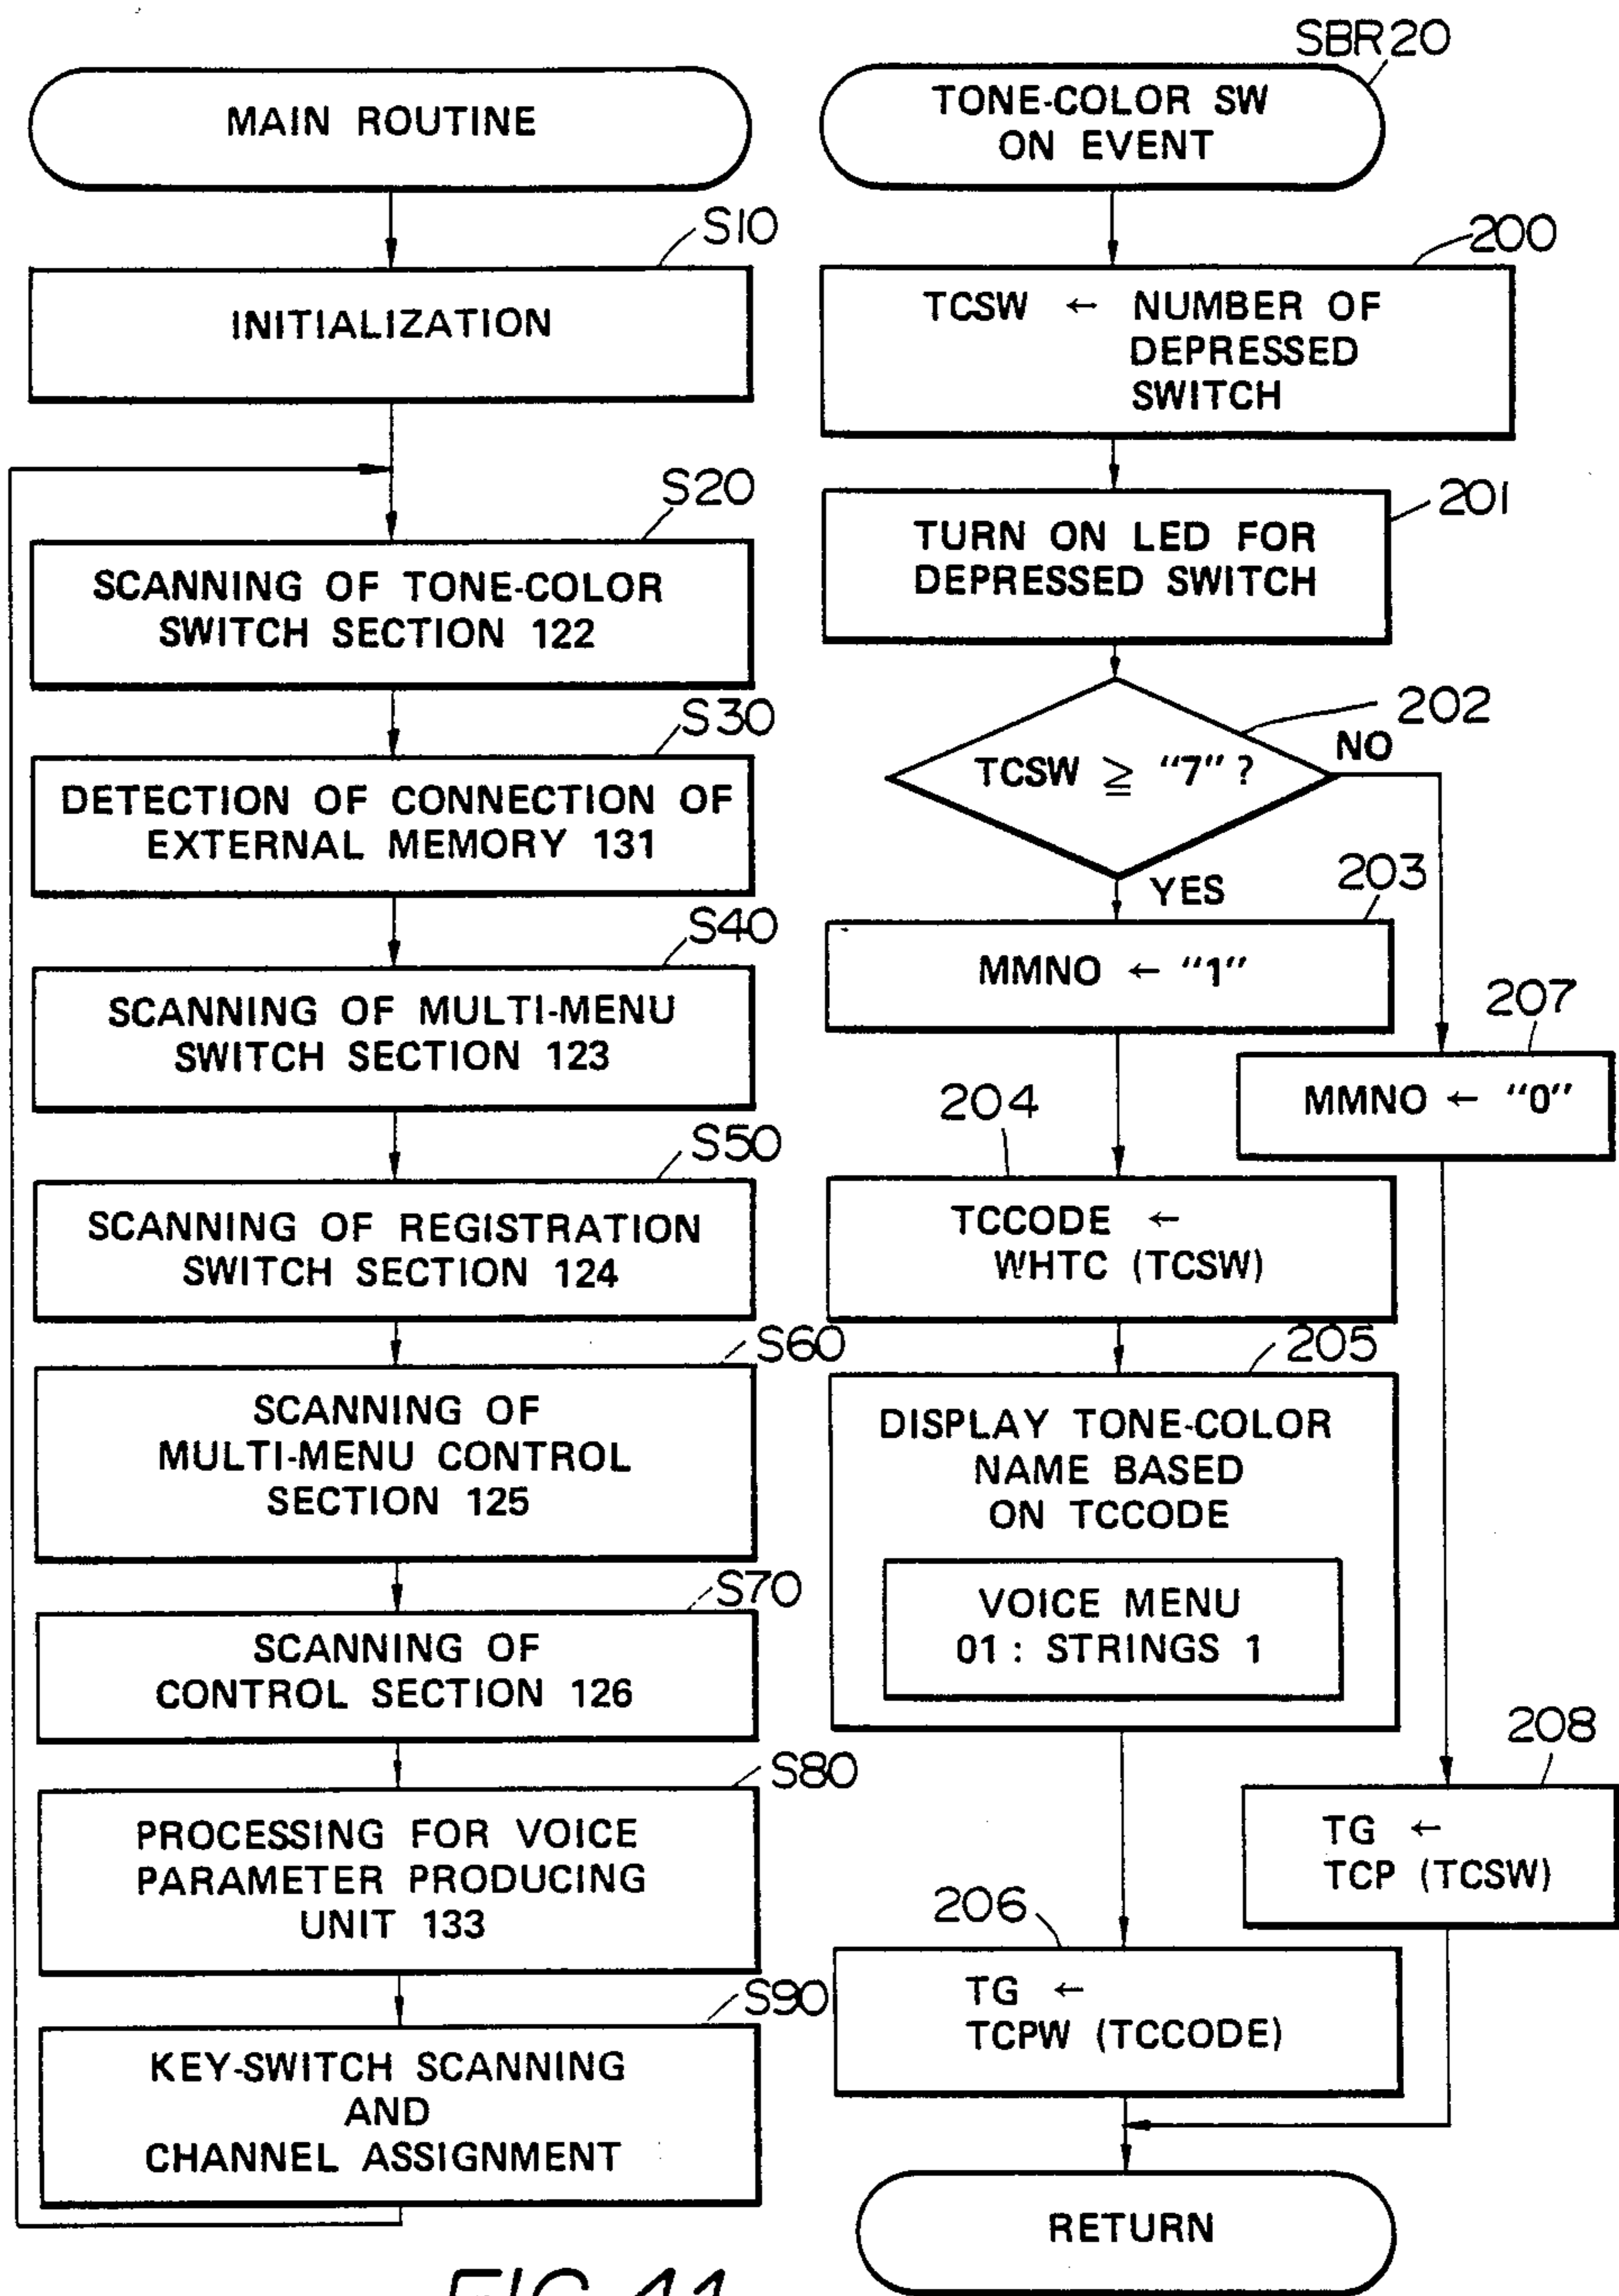 MAIN ROUTINE
S10
INITIALIZATION
S20
SCANNING OF TONE-COLOR
SWITCH SECTION 122
S30
DETECTION OF CONNECTION OF
EXTERNAL MEMORY 131
S40
SCANNING OF MULTI-MENU
SWITCH SECTION 123
S50
SCANNING OF REGISTRATION
SWITCH SECTION 124
S60
SCANNING OF
MULTI-MENU CONTROL
SECTION 125
S70
SCANNING OF
CONTROL SECTION 126
S80
PROCESSING FOR VOICE
PARAMETER PRODUCING
UNIT 133
S90
KEY-SWITCH SCANNING
AND
CHANNEL ASSIGNMENT
SBR20
TONE-COLOR SW
ON EVENT
200
TCSW ← NUMBER OF
DEPRESSED
SWITCH
201
TURN ON LED FOR
DEPRESSED SWITCH
202
TCSW ≧ "7"?
NO
YES
203
MMNO ← "1"
207
MMNO ← "0"
204
TCCODE ←
WHTC (TCSW)
205
DISPLAY TONE-COLOR
NAME BASED
ON TCCODE
VOICE MENU
01 : STRINGS 1
208
TG ←
TCP (TCSW)
206
TG ←
TCPW (TCCODE)
RETURN